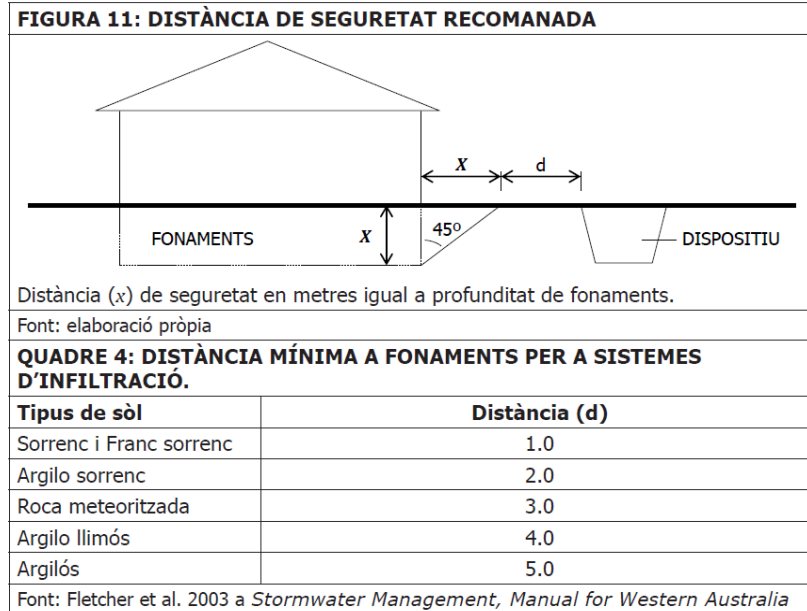 FIGURA 11: DISTÀNCIA DE SEGURETAT RECOMANADA
X
d
FONAMENTS
X
45º
DISPOSITIU
Distància (x) de seguretat en metres igual a profunditat de fonaments.
Font: elaboració pròpia
QUADRE 4: DISTÀNCIA MÍNIMA A FONAMENTS PER A SISTEMES
D'INFILTRACIÓ.
Tipus de sòl Distància (d)
Sorrenc i Franc sorrenc 1.0
Argilo sorrenc 2.0
Roca meteoritzada 3.0
Argilo llimós 4.0
Argilós 5.0
Font: Fletcher et al. 2003 a Stormwater Management, Manual for Western Australia